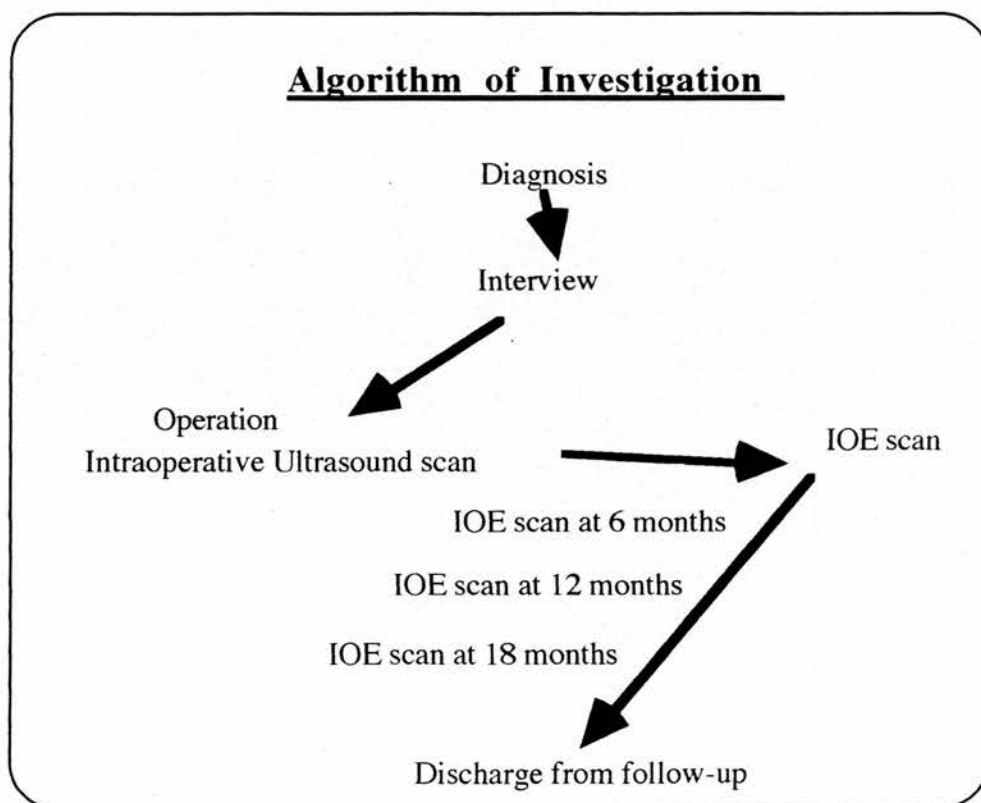 Algorithm of Investigation
Diagnosis
Interview
Operation
Intraoperative Ultrasound scan
IOE scan
IOE scan at 6 months
IOE scan at 12 months
IOE scan at 18 months
Discharge from follow-up